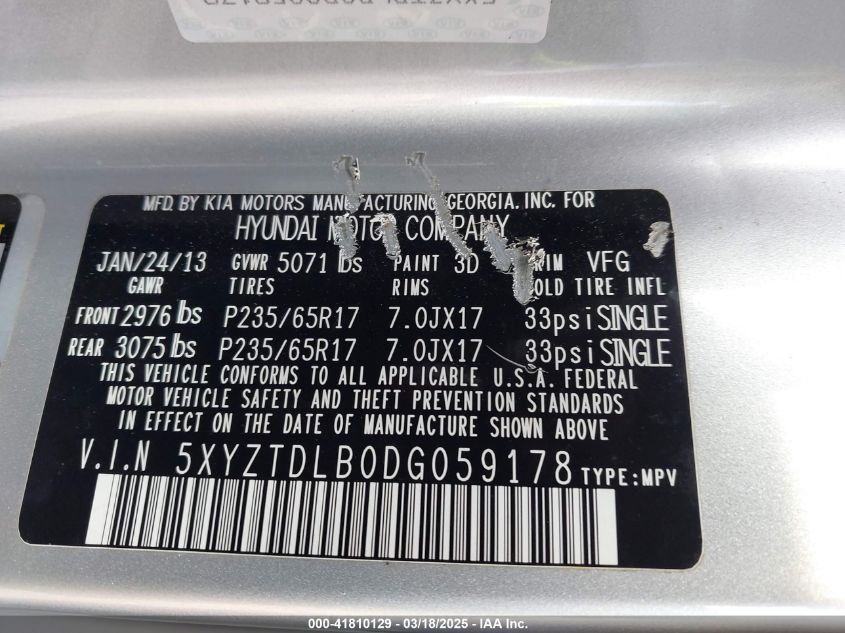 MFD. BY KIA MOTORS MANUFACTURING GEORGIA. INC. FOR
HYUNDAI MOTOR COMPANY
JAN/24/13 GVWR 5071 lbs PAINT 3D TRIM VFG
GAWR TIRES RIMS COLD TIRE INFL
FRONT 2976 lbs P235/65R17 7.0JX17 33psi SINGLE
REAR 3075 lbs P235/65R17 7.0JX17 33psi SINGLE
THIS VEHICLE CONFORMS TO ALL APPLICABLE U.S.A. FEDERAL
MOTOR VEHICLE SAFETY AND THEFT PREVENTION STANDARDS
IN EFFECT ON THE DATE OF MANUFACTURE SHOWN ABOVE
V.I.N 5XYZTDLB0DG059178 TYPE:MPV
000-41810129 — 03/18/2025 — IAA Inc.